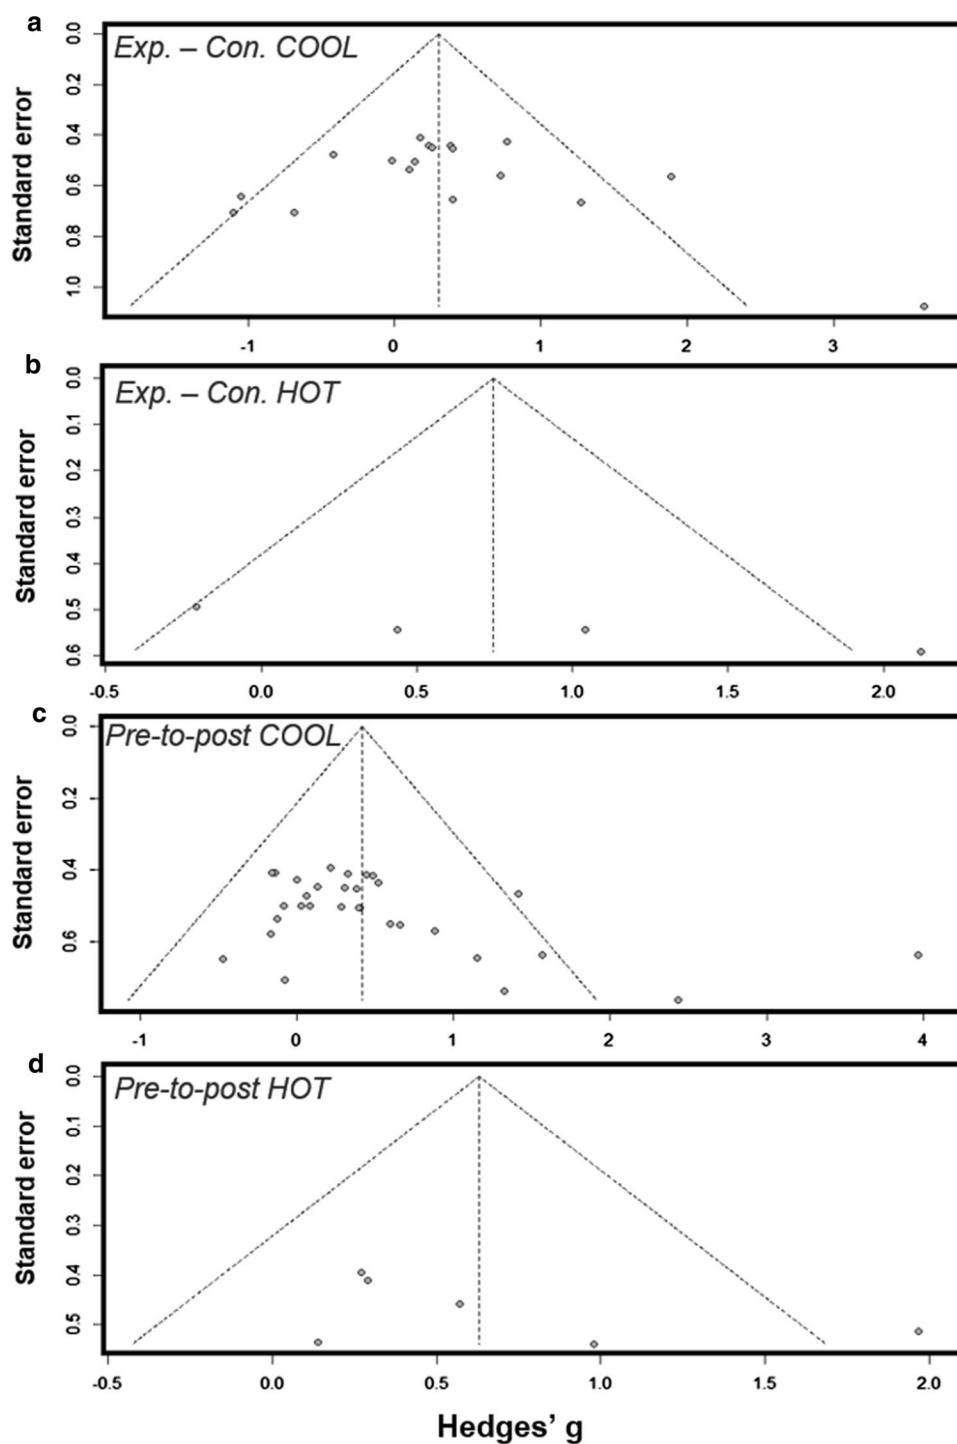 a
Exp. – Con. COOL
Standard error
0.0
0.2
0.4
0.6
0.8
1.0
-1 0 1 2 3
b
Exp. – Con. HOT
Standard error
0.0
0.1
0.2
0.3
0.4
0.5
0.6
-0.5 0.0 0.5 1.0 1.5 2.0
c
Pre-to-post COOL
Standard error
0.0
0.2
0.4
0.6
-1 0 1 2 3 4
d
Pre-to-post HOT
Standard error
0.0
0.1
0.2
0.3
0.4
0.5
-0.5 0.0 0.5 1.0 1.5 2.0
Hedges’ g